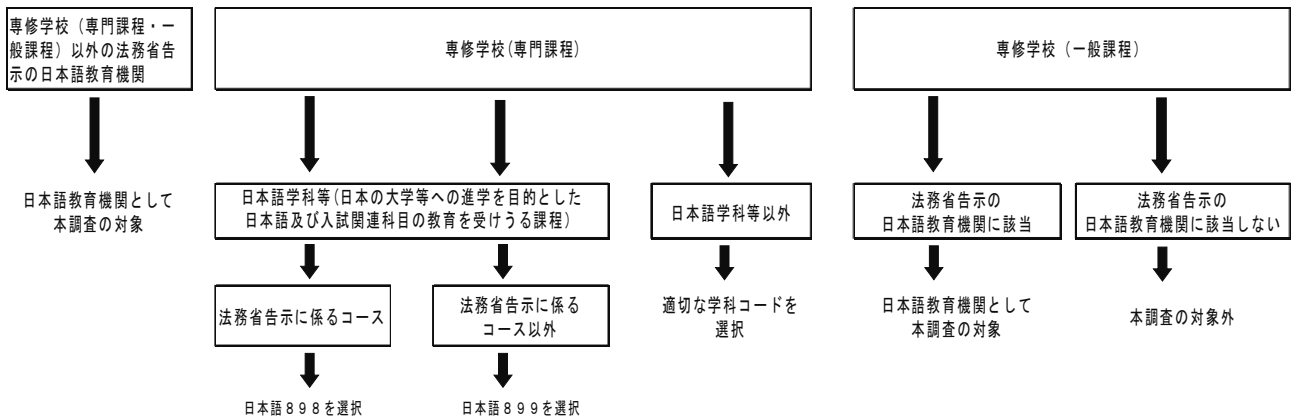 専修学校（専門課程・一
般課程）以外の法務省告
示の日本語教育機関
専修学校(専門課程)
専修学校（一般課程）
日本語教育機関として
本調査の対象
日本語学科等(日本の大学等への進学を目的とした
日本語及び入試関連科目の教育を受けうる課程)
日本語学科等以外
法務省告示の
日本語教育機関に該当
法務省告示の
日本語教育機関に該当しない
法務省告示に係るコース
法務省告示に係る
コース以外
適切な学科コードを
選択
日本語教育機関として
本調査の対象
本調査の対象外
日本語８９８を選択
日本語８９９を選択